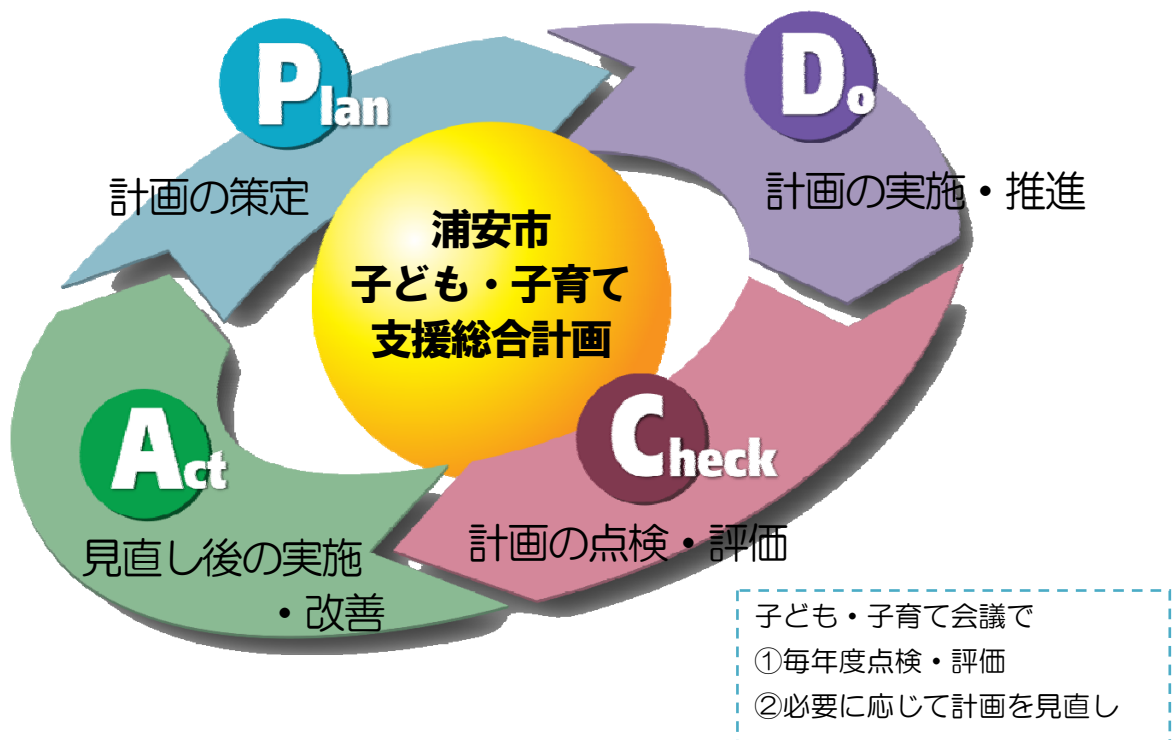 Plan
計画の策定
Do
計画の実施・推進
浦安市
子ども・子育て
支援総合計画
Check
計画の点検・評価
Act
見直し後の実施
・改善
子ども・子育て会議で
①毎年度点検・評価
②必要に応じて計画を見直し